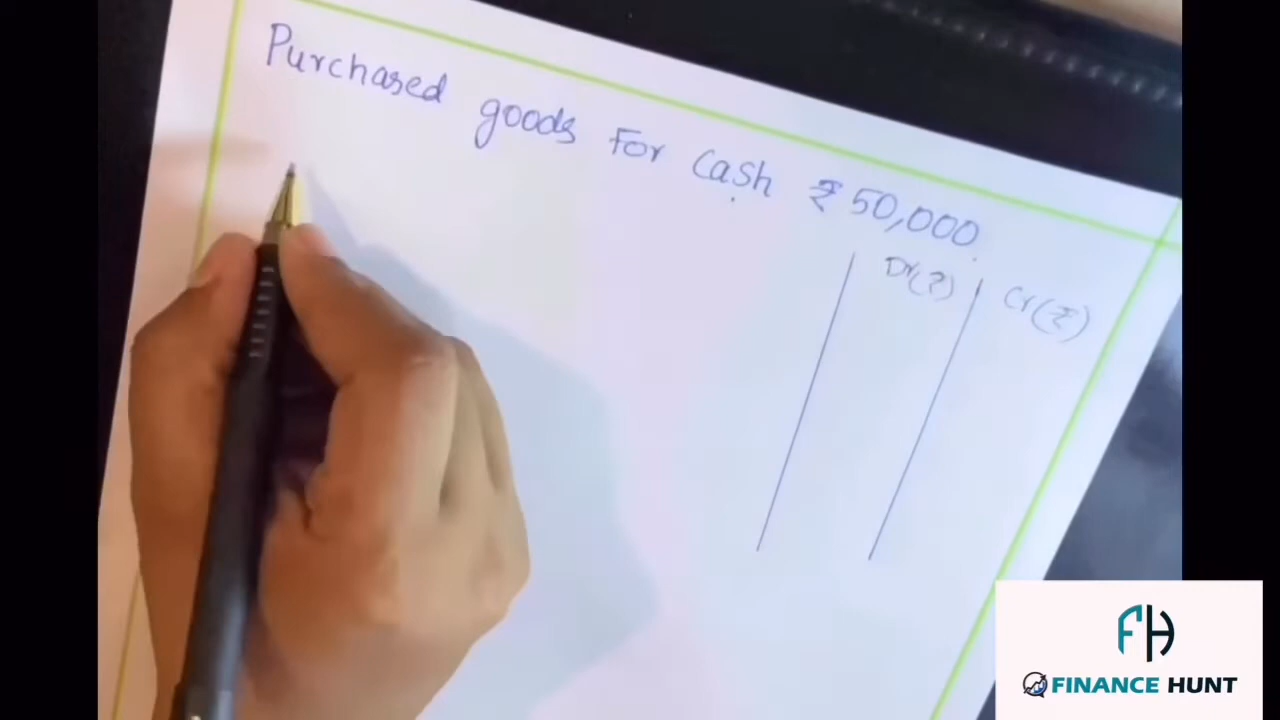 Purchased goods For Cash ₹ 50,000.
Dr(₹) Cr(₹)
FH
FINANCE HUNT